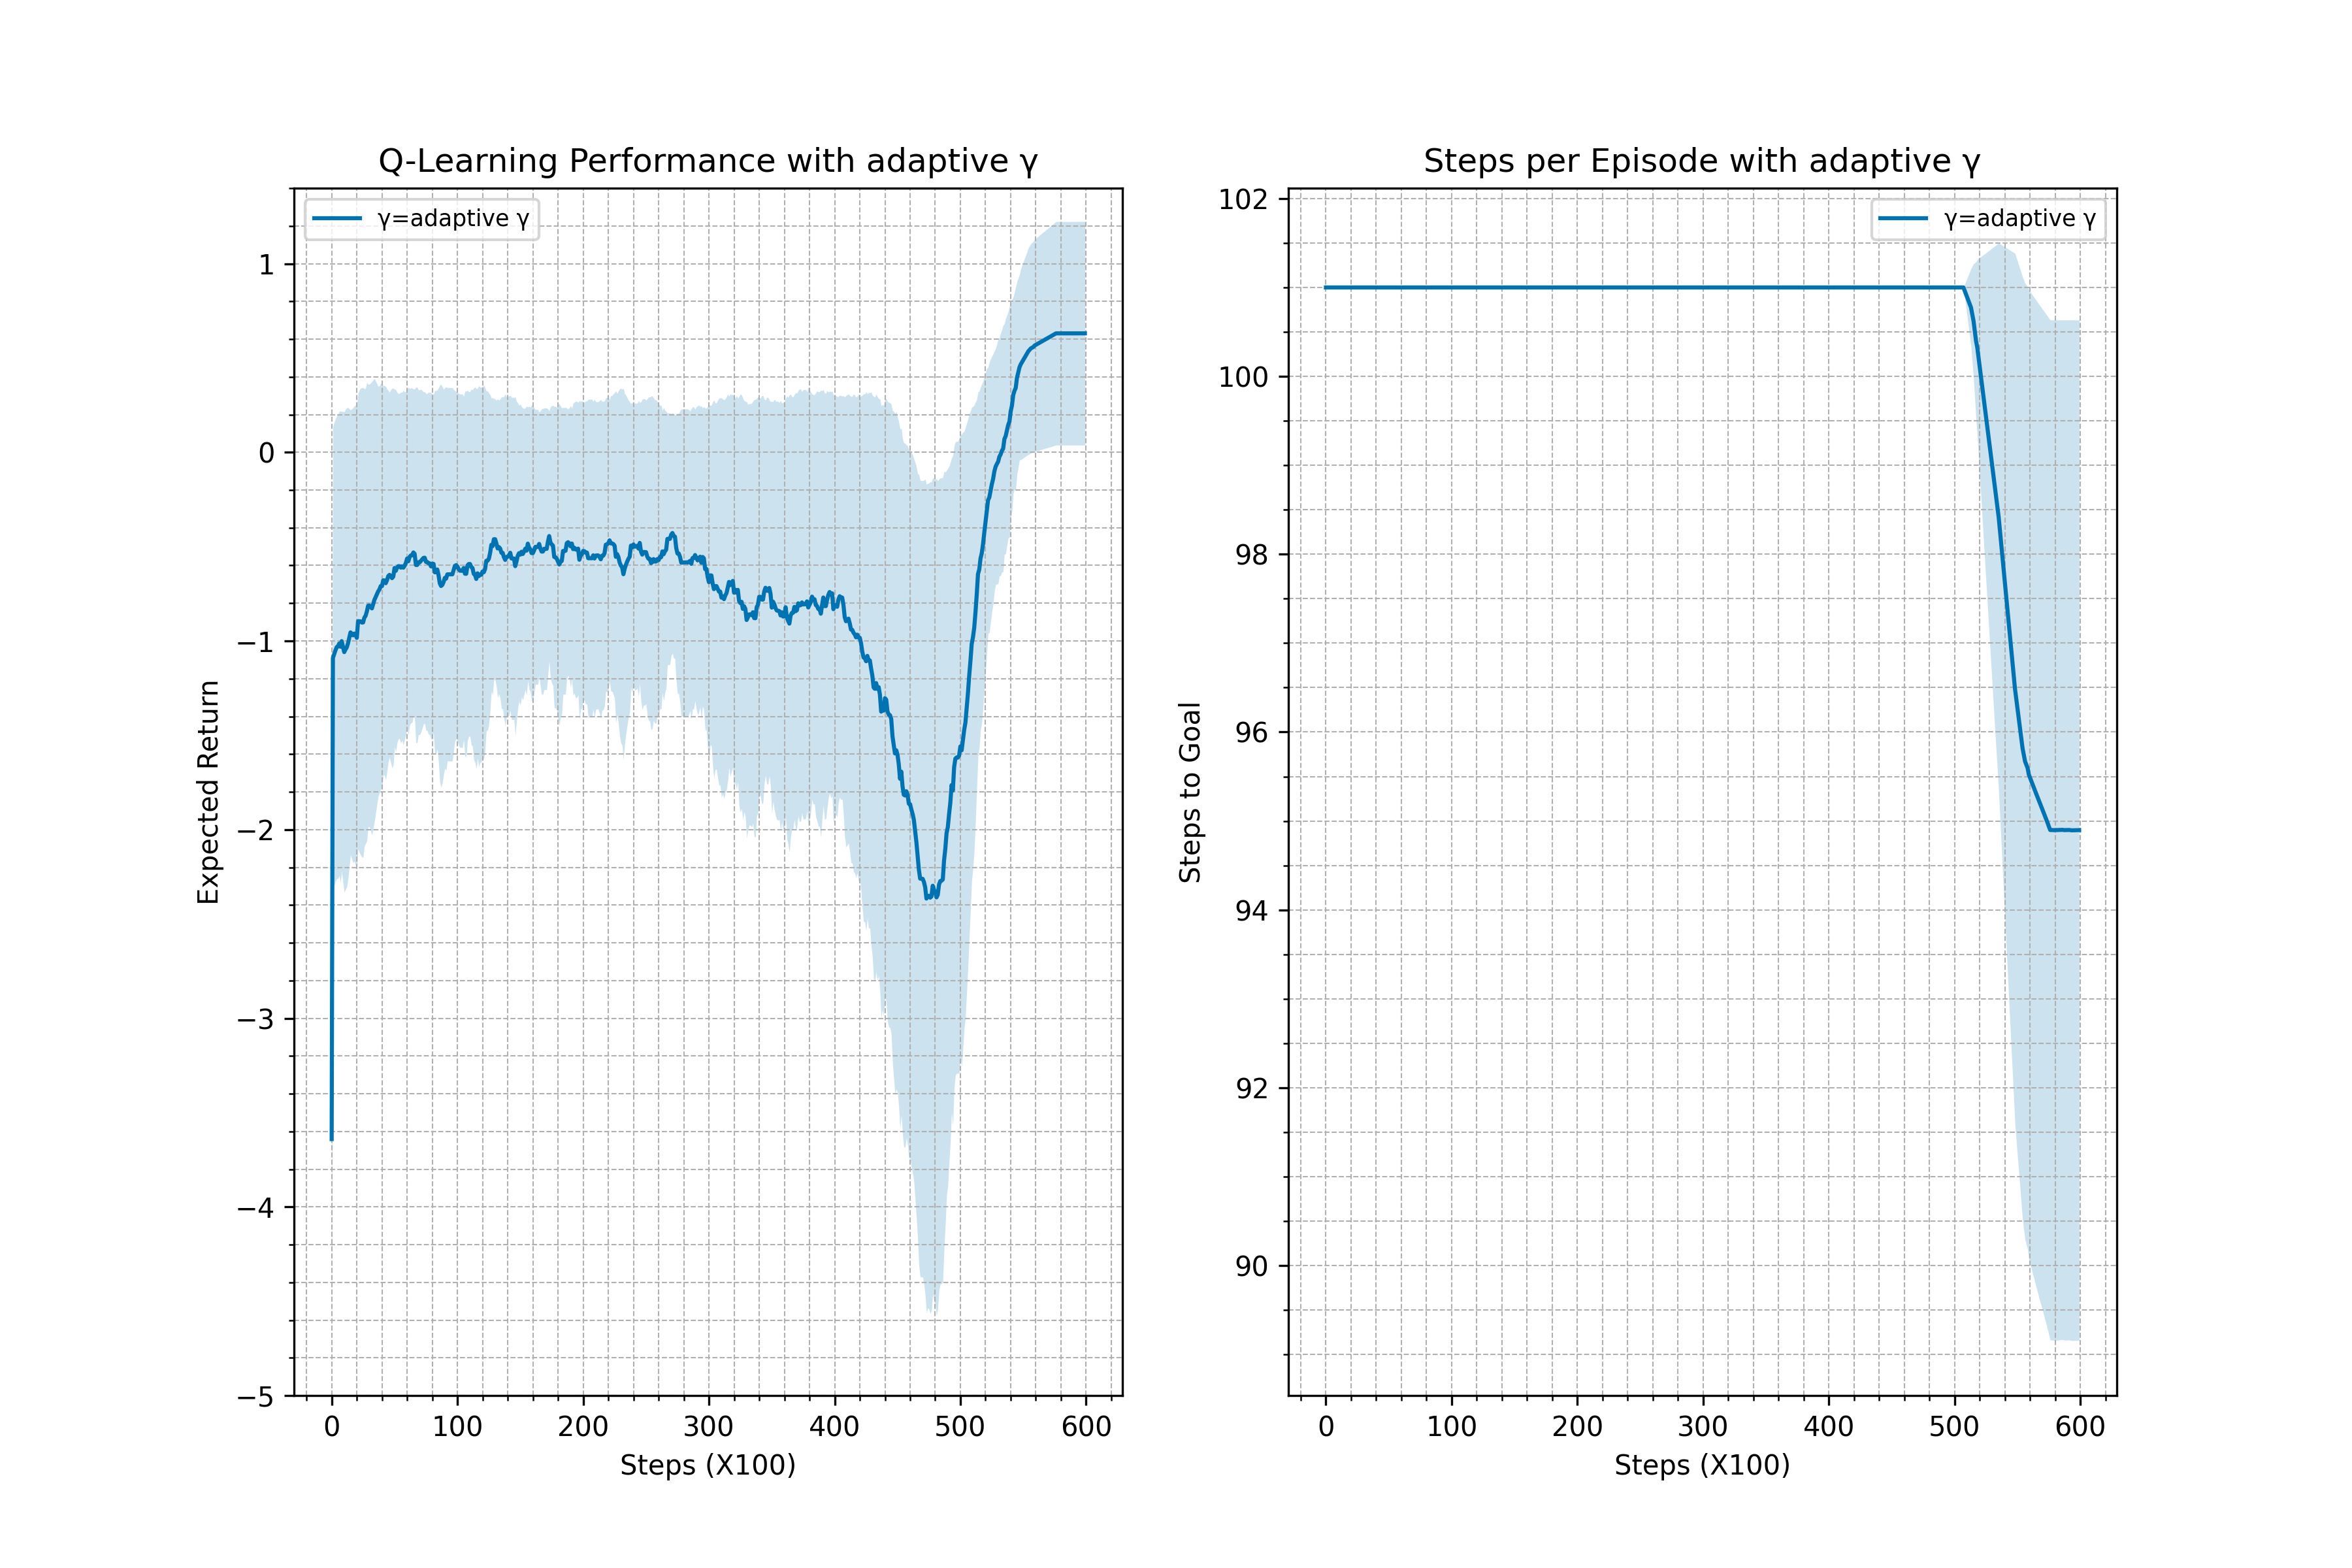 Q-Learning Performance with adaptive γ
γ=adaptive γ
1
0
−1
−2
−3
−4
−5
Expected Return
0 100 200 300 400 500 600
Steps (X100)
Steps per Episode with adaptive γ
γ=adaptive γ
102
100
98
96
94
92
90
Steps to Goal
0 100 200 300 400 500 600
Steps (X100)